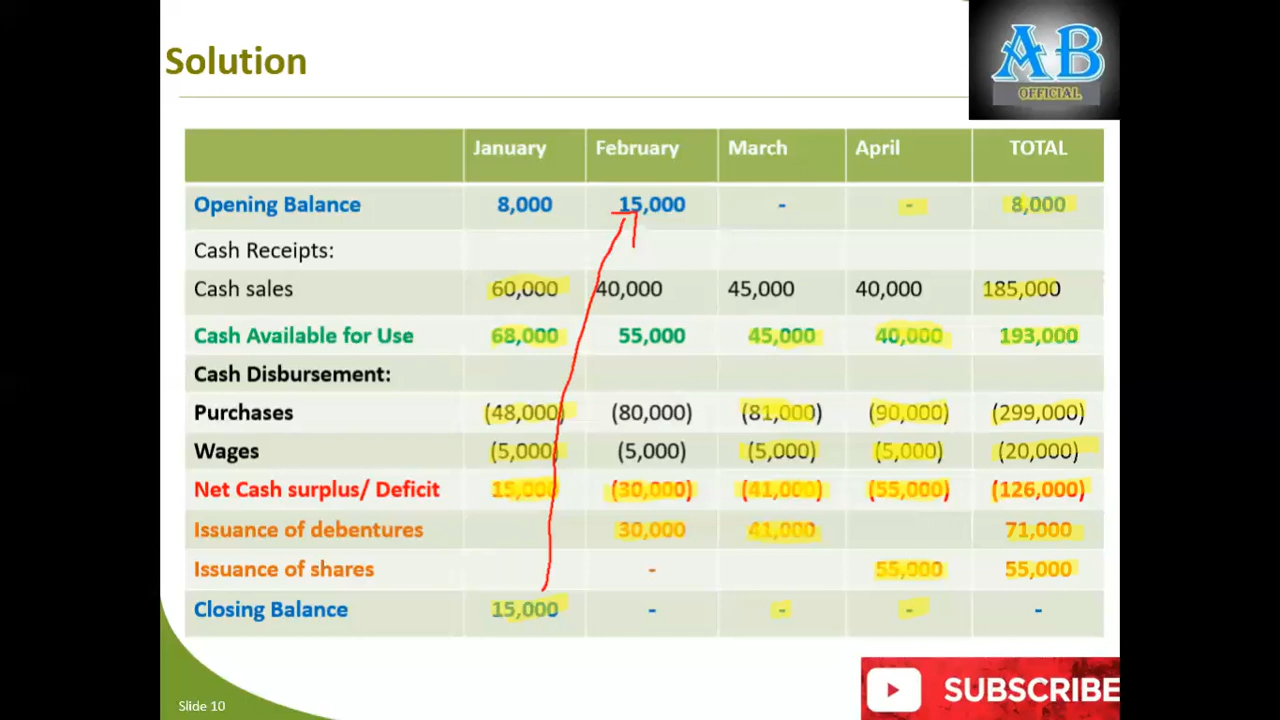 Solution
AB
OFFICIAL
January February March April TOTAL
Opening Balance 8,000 15,000 - - 8,000
Cash Receipts:
Cash sales 60,000 40,000 45,000 40,000 185,000
Cash Available for Use 68,000 55,000 45,000 40,000 193,000
Cash Disbursement:
Purchases (48,000) (80,000) (81,000) (90,000) (299,000)
Wages (5,000) (5,000) (5,000) (5,000) (20,000)
Net Cash surplus/ Deficit 15,000 (30,000) (41,000) (55,000) (126,000)
Issuance of debentures 30,000 41,000 71,000
Issuance of shares - 55,000 55,000
Closing Balance 15,000 - - - -
Slide 10
SUBSCRIBE